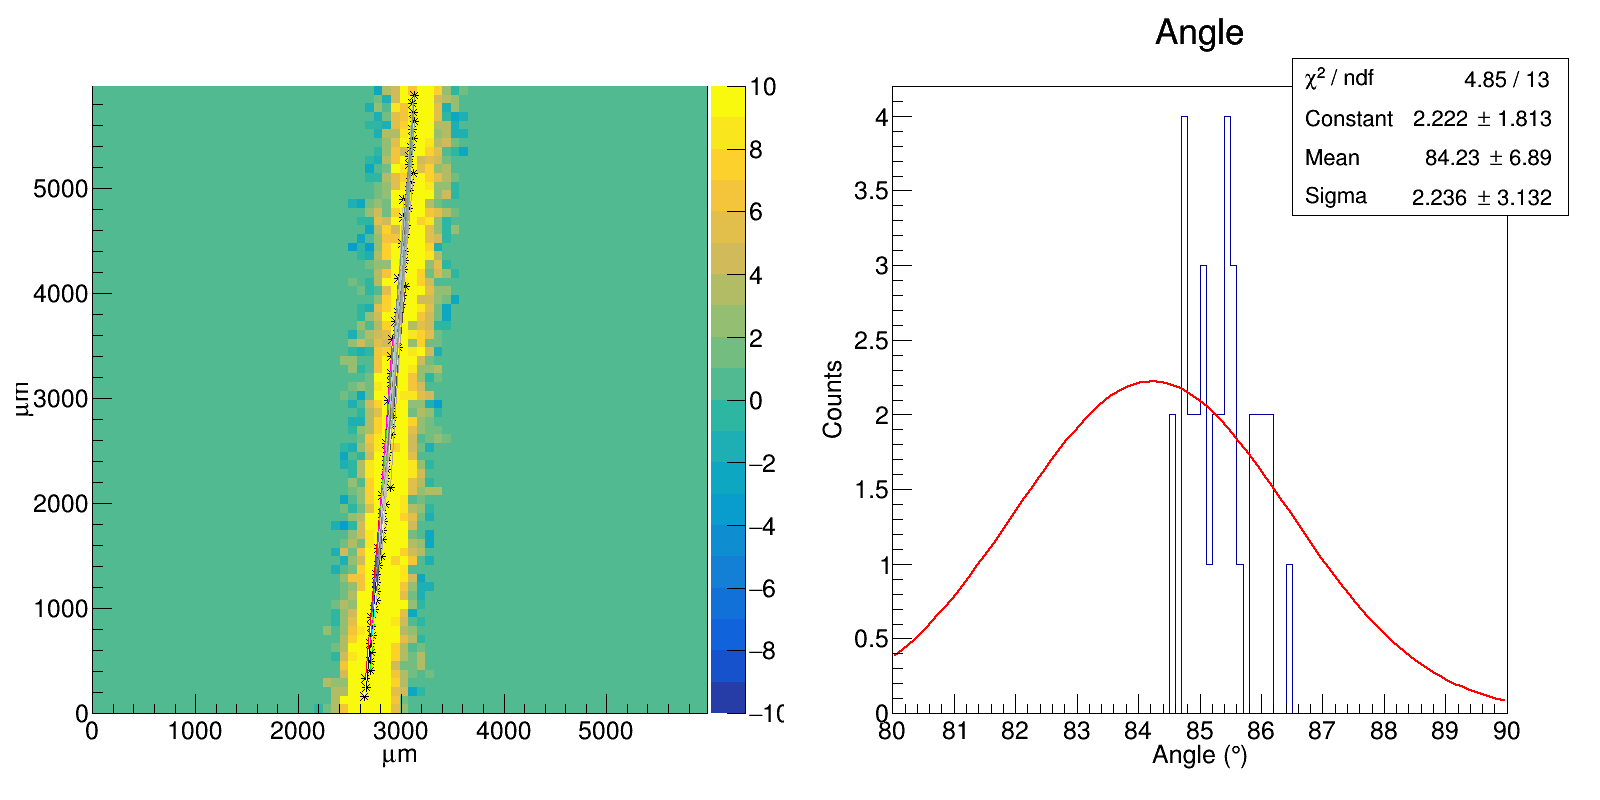 Angle
χ² / ndf 4.85 / 13
Constant 2.222 ± 1.813
Mean 84.23 ± 6.89
Sigma 2.236 ± 3.132
μm
5000
4000
3000
2000
1000
0
0 1000 2000 3000 4000 5000
μm
10
8
6
4
2
0
−2
−4
−6
−8
−10
Counts
4
3.5
3
2.5
2
1.5
1
0.5
0
80 81 82 83 84 85 86 87 88 89 90
Angle (°)